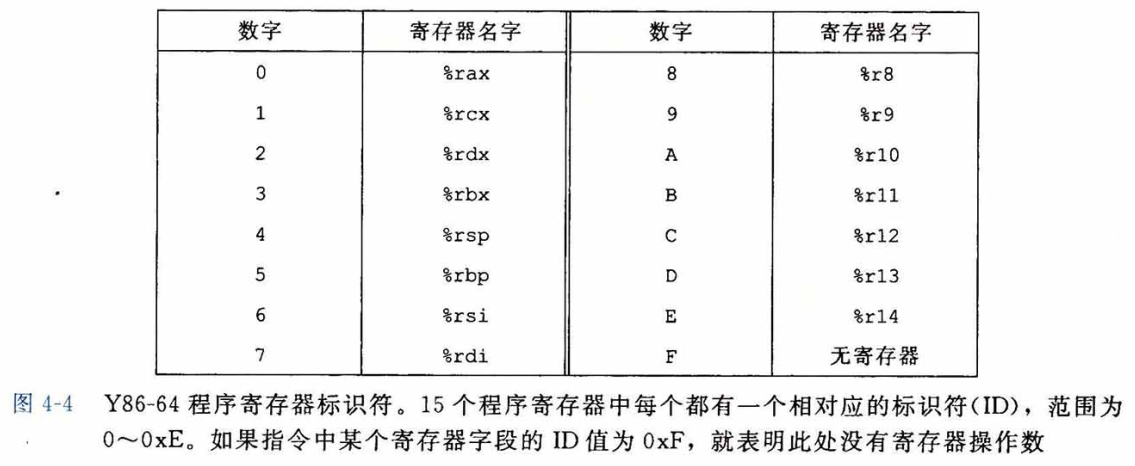 数字 寄存器名字 数字 寄存器名字
0 %rax 8 %r8
1 %rcx 9 %r9
2 %rdx A %r10
3 %rbx B %r11
4 %rsp C %r12
5 %rbp D %r13
6 %rsi E %r14
7 %rdi F 无寄存器
图 4-4 Y86-64 程序寄存器标识符。15 个程序寄存器中每个都有一个相对应的标识符(ID)，范围为
0～0xE。如果指令中某个寄存器字段的 ID 值为 0xF，就表明此处没有寄存器操作数